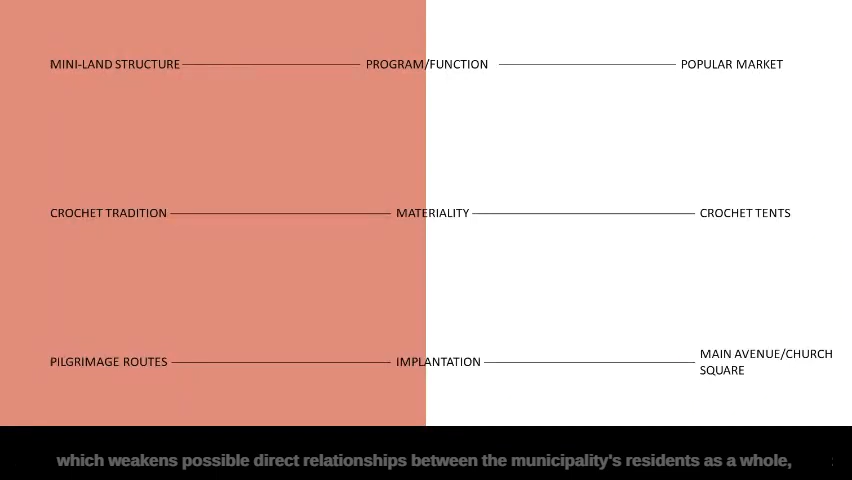 MINI-LAND STRUCTURE PROGRAM/FUNCTION POPULAR MARKET
CROCHET TRADITION MATERIALITY CROCHET TENTS
PILGRIMAGE ROUTES IMPLANTATION MAIN AVENUE/CHURCH
SQUARE
which weakens possible direct relationships between the municipality's residents as a whole,